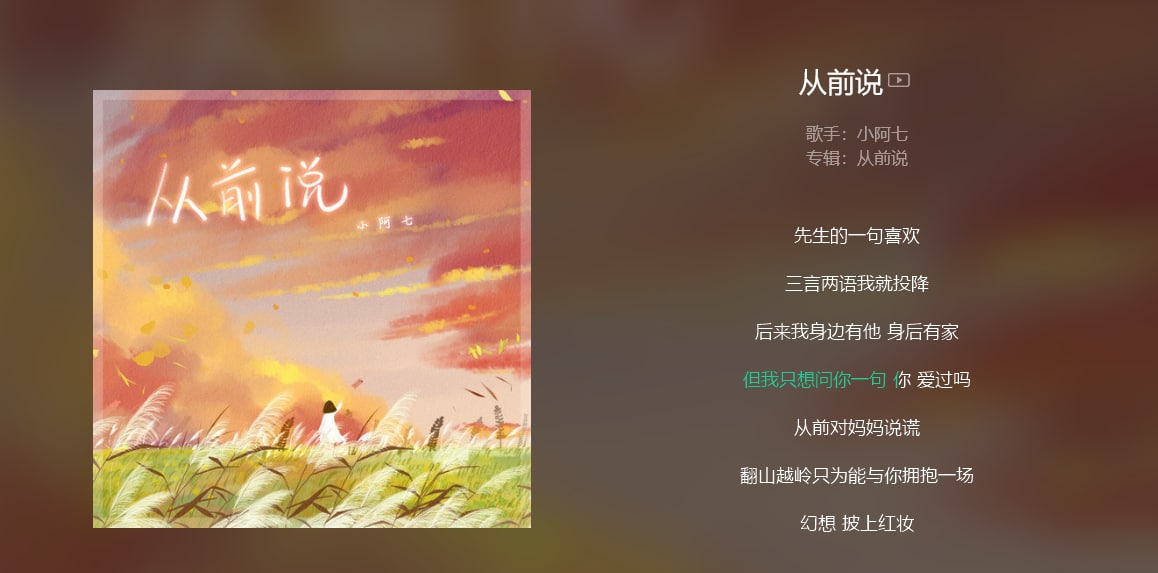 从前说
小阿七
从前说
歌手：小阿七
专辑：从前说
先生的一句喜欢
三言两语我就投降
后来我身边有他 身后有家
但我只想问你一句 你 爱过吗
从前对妈妈说谎
翻山越岭只为能与你拥抱一场
幻想 披上红妆